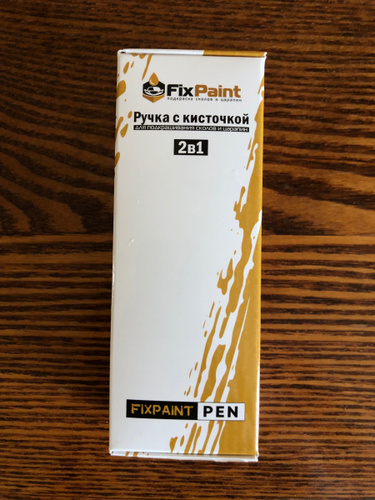 FixPaint
подкраска сколов и царапин
Ручка с кисточкой
для подкрашивания сколов и царапин
2в1
FIXPAINT PEN